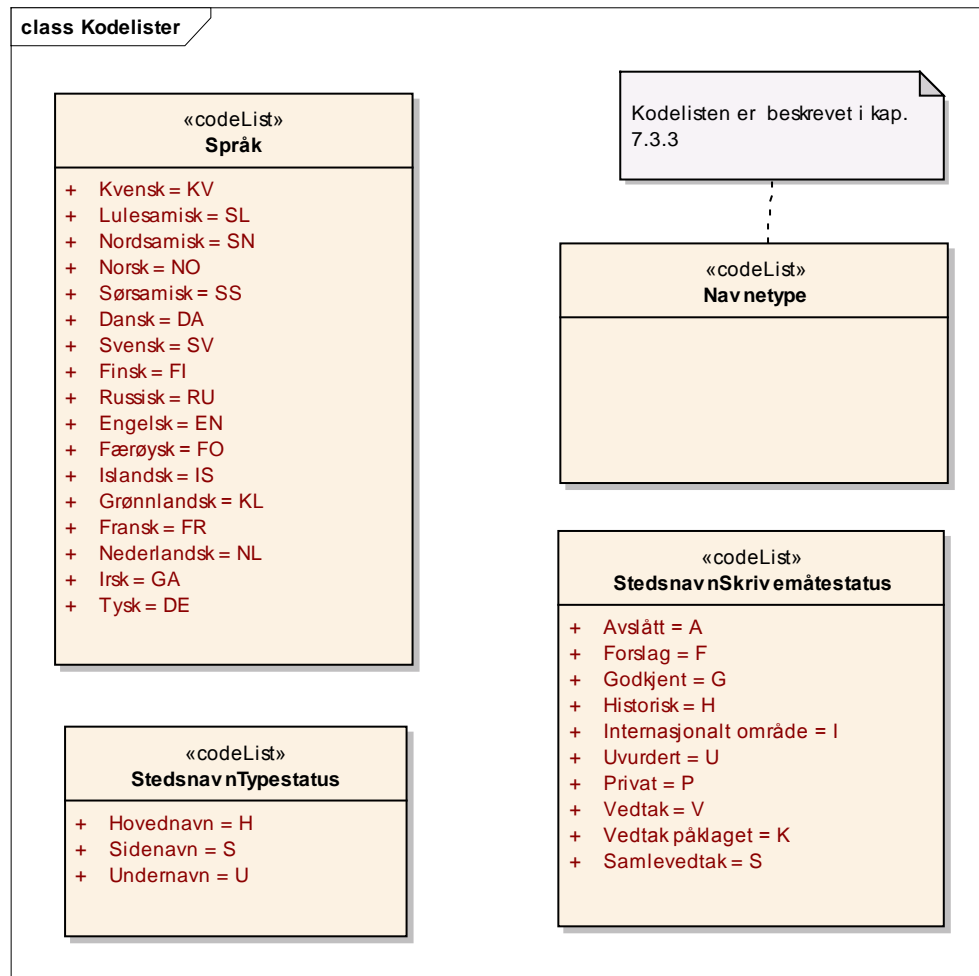 class Kodelister
«codeList»
Språk
+ Kvensk = KV
+ Lulesamisk = SL
+ Nordsamisk = SN
+ Norsk = NO
+ Sørsamisk = SS
+ Dansk = DA
+ Svensk = SV
+ Finsk = FI
+ Russisk = RU
+ Engelsk = EN
+ Færøysk = FO
+ Islandsk = IS
+ Grønnlandsk = KL
+ Fransk = FR
+ Nederlandsk = NL
+ Irsk = GA
+ Tysk = DE
Kodelisten er beskrevet i kap.
7.3.3
«codeList»
Navnetype
«codeList»
StedsnavnSkrivemåtestatus
+ Avslått = A
+ Forslag = F
+ Godkjent = G
+ Historisk = H
+ Internasjonalt område = I
+ Uvurdert = U
+ Privat = P
+ Vedtak = V
+ Vedtak påklaget = K
+ Samlevedtak = S
«codeList»
StedsnavnTypestatus
+ Hovednavn = H
+ Sidenavn = S
+ Undernavn = U